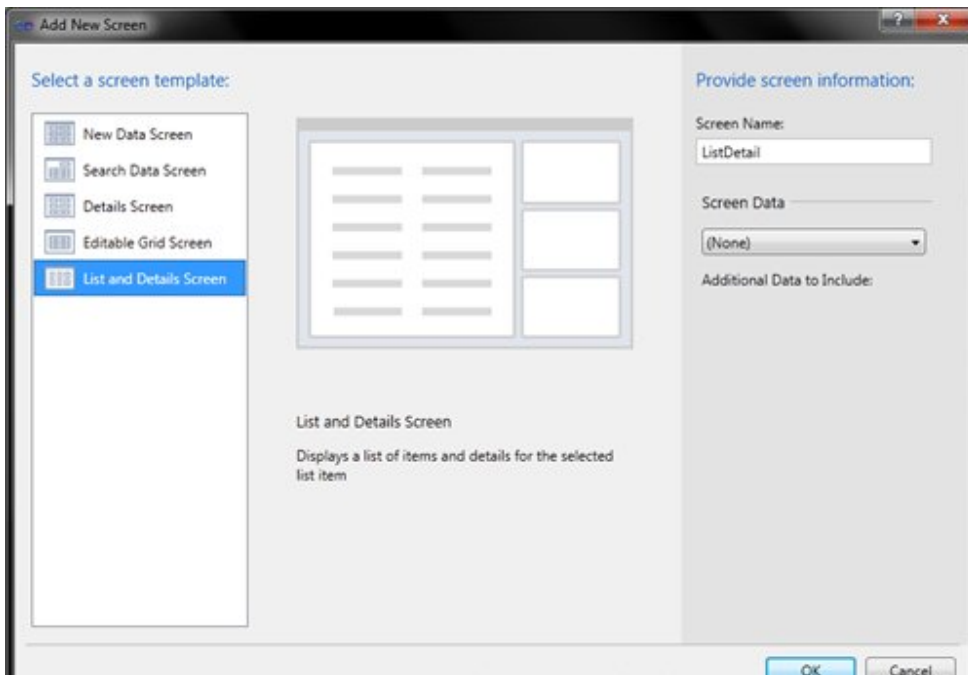 Add New Screen
Select a screen template:
New Data Screen
Search Data Screen
Details Screen
Editable Grid Screen
List and Details Screen
List and Details Screen
Displays a list of items and details for the selected
list item
Provide screen information:
Screen Name:
ListDetail
Screen Data
(None)
Additional Data to Include:
OK
Cancel